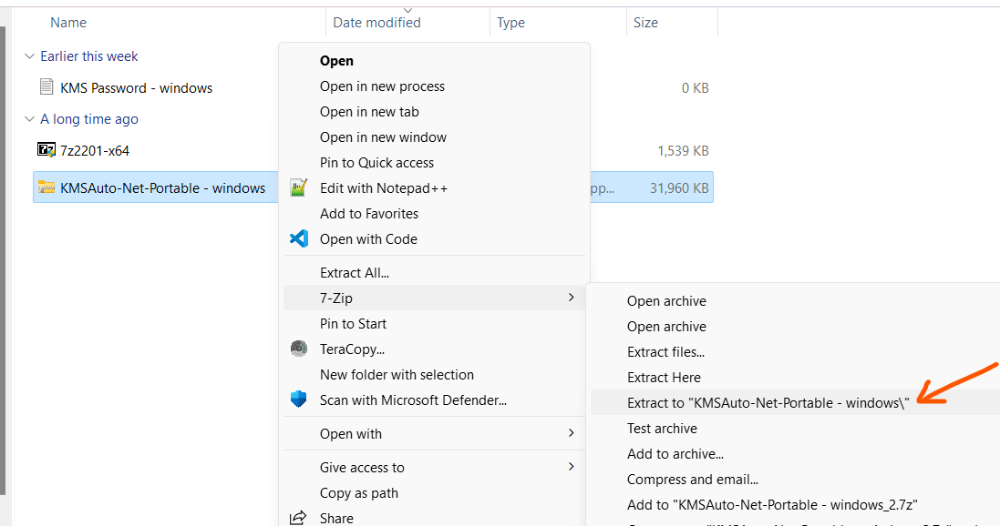 Name Date modified Type Size
Earlier this week
KMS Password - windows 0 KB
A long time ago
7z2201-x64 1,539 KB
KMSAuto-Net-Portable - windows pp... 31,960 KB
Open
Open in new process
Open in new tab
Open in new window
Pin to Quick access
Edit with Notepad++
Add to Favorites
Open with Code
Extract All...
7-Zip
Pin to Start
TeraCopy...
New folder with selection
Scan with Microsoft Defender...
Open with
Give access to
Copy as path
Share
Open archive
Open archive
Extract files...
Extract Here
Extract to "KMSAuto-Net-Portable - windows\"
Test archive
Add to archive...
Compress and email...
Add to "KMSAuto-Net-Portable - windows_2.7z"